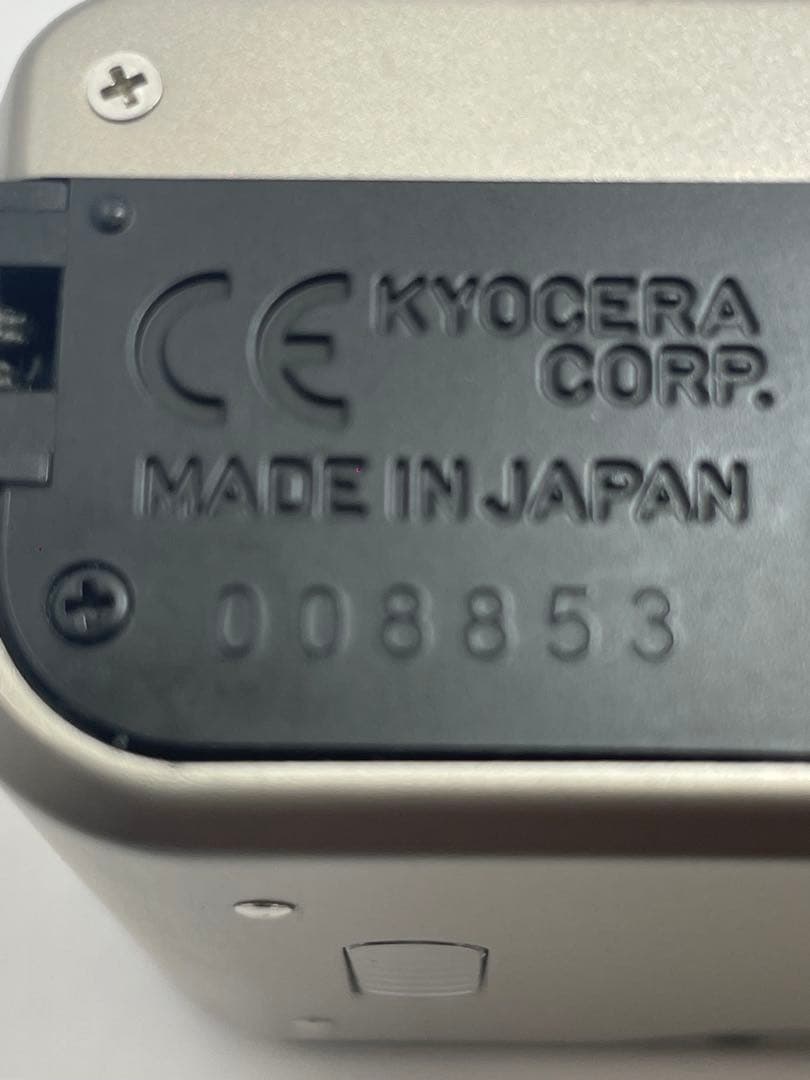 CE KYOCERA
CORP.
MADE IN JAPAN
008853